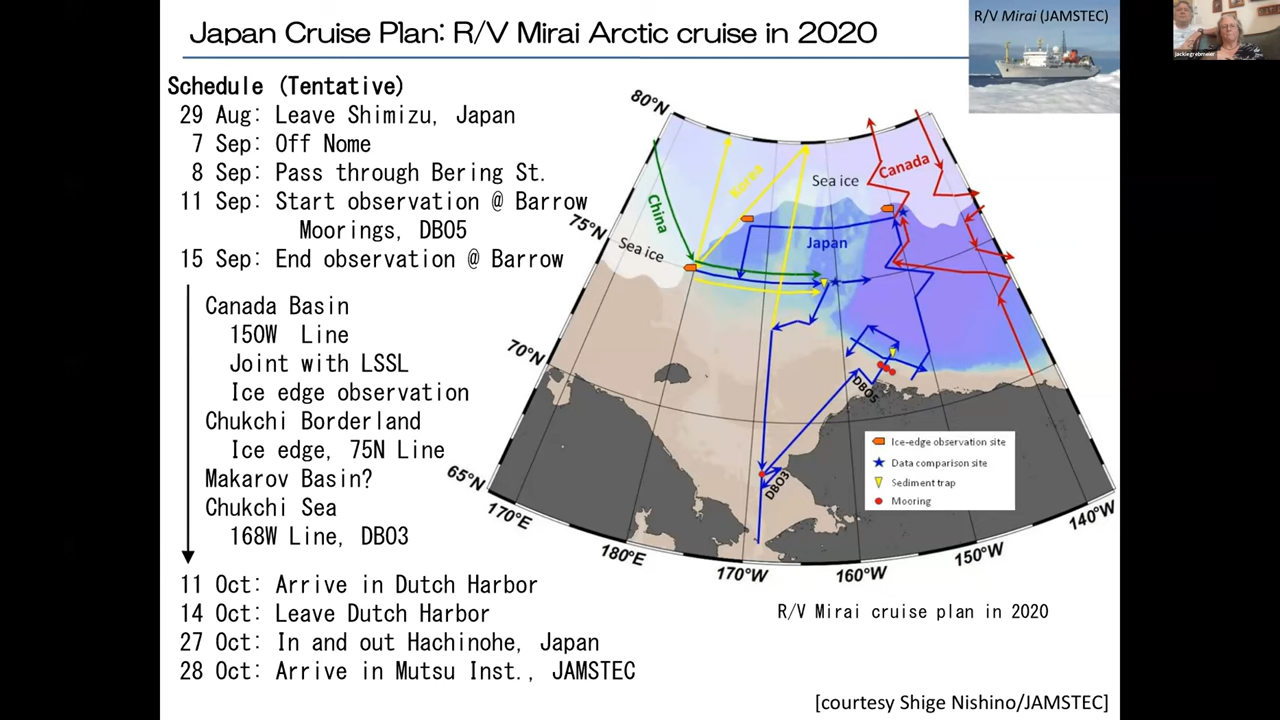 Japan Cruise Plan: R/V Mirai Arctic cruise in 2020
R/V Mirai (JAMSTEC)
jackiegrebmeier
Schedule (Tentative)
29 Aug: Leave Shimizu, Japan
7 Sep: Off Nome
8 Sep: Pass through Bering St.
11 Sep: Start observation @ Barrow
Moorings, DBO5
15 Sep: End observation @ Barrow
Canada Basin
150W Line
Joint with LSSL
Ice edge observation
Chukchi Borderland
Ice edge, 75N Line
Makarov Basin?
Chukchi Sea
168W Line, DBO3
11 Oct: Arrive in Dutch Harbor
14 Oct: Leave Dutch Harbor
27 Oct: In and out Hachinohe, Japan
28 Oct: Arrive in Mutsu Inst., JAMSTEC
80°N
75°N
70°N
65°N
170°E
180°E
170°W
160°W
150°W
140°W
China
Korea
Sea ice
Canada
Sea ice
Japan
DBO5
DBO3
Ice-edge observation site
Data comparison site
Sediment trap
Mooring
R/V Mirai cruise plan in 2020
[courtesy Shige Nishino/JAMSTEC]